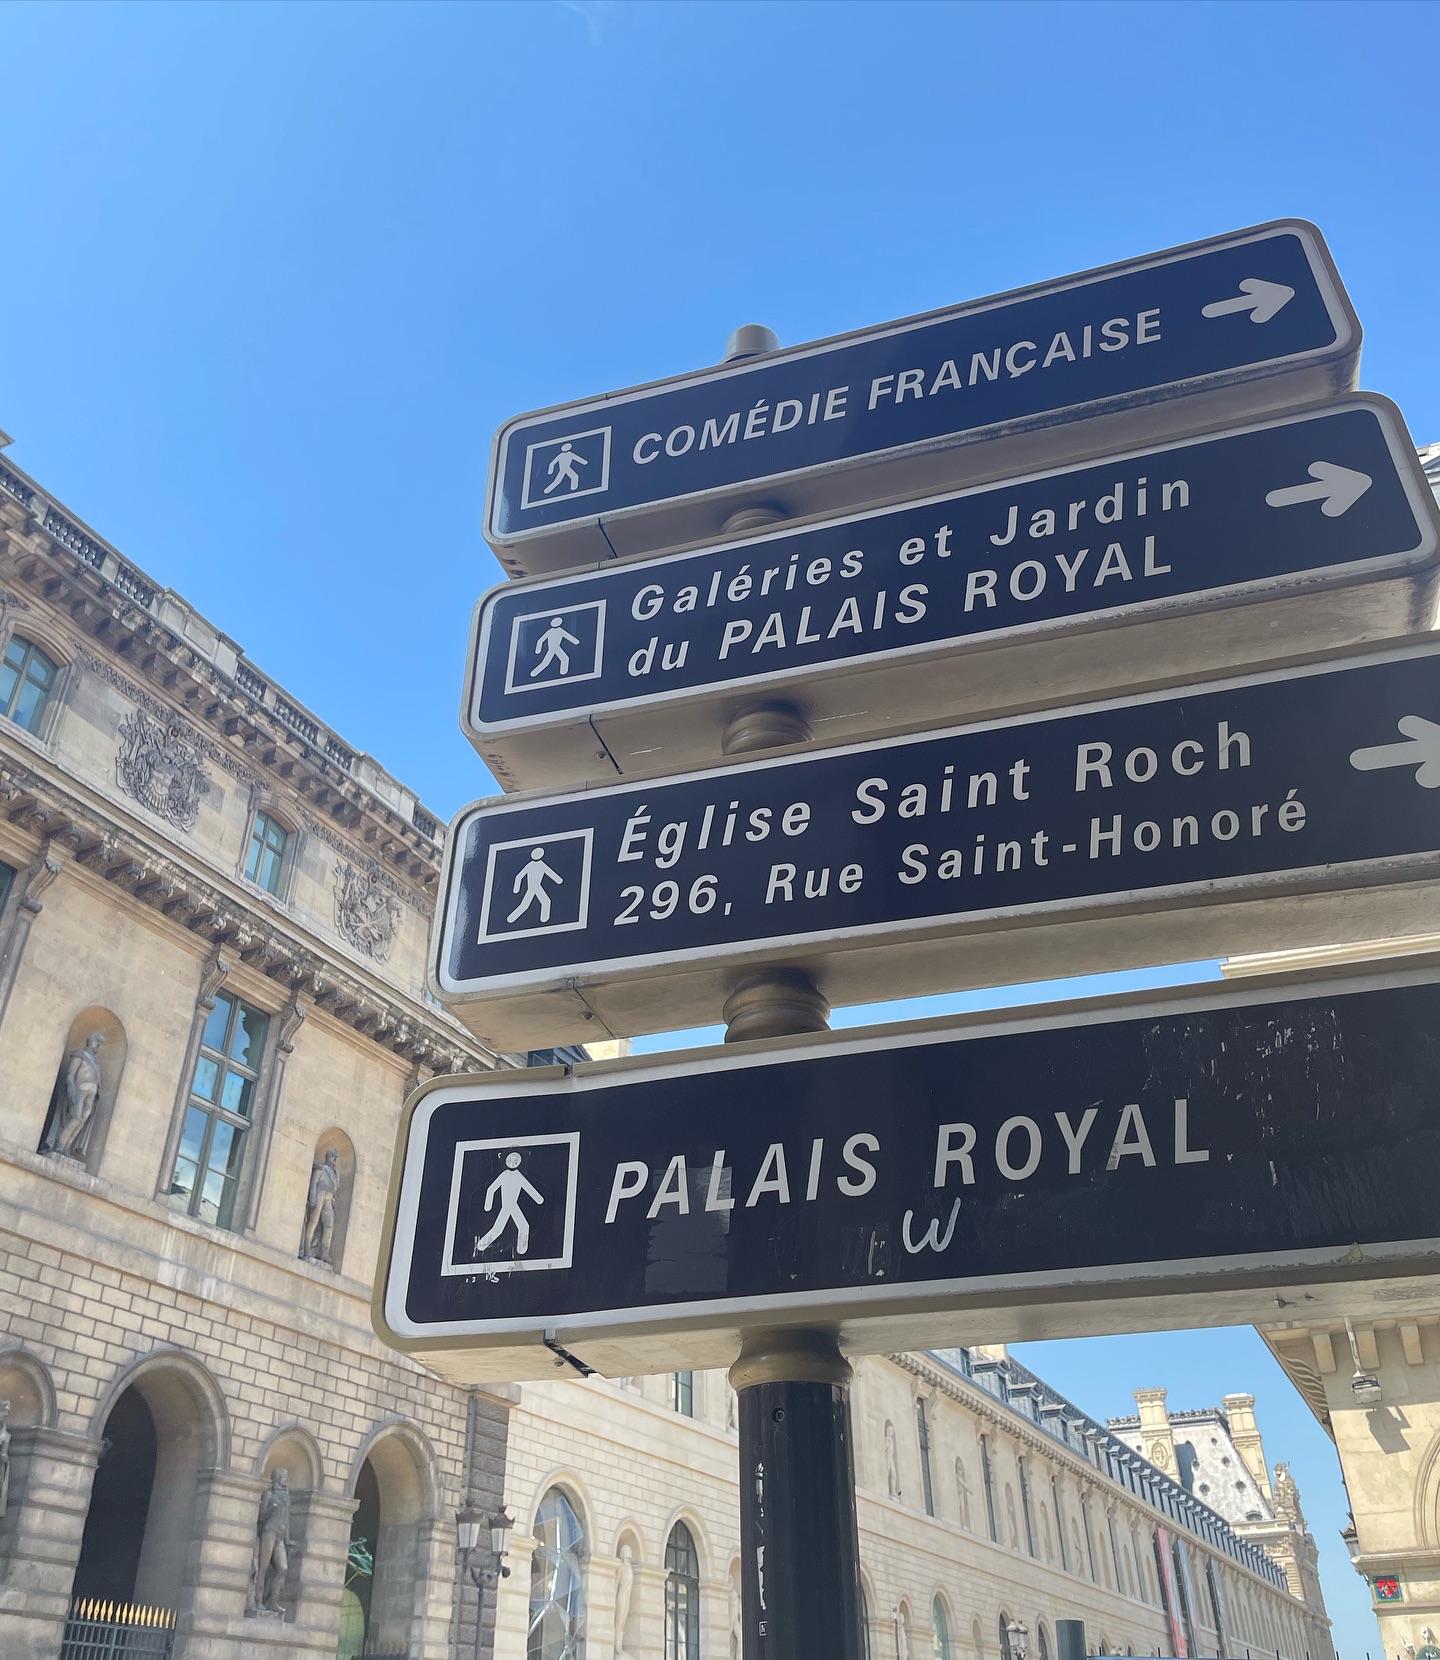 COMÉDIE FRANÇAISE
Galéries et Jardin
du PALAIS ROYAL
Église Saint Roch
296, Rue Saint-Honoré
PALAIS ROYAL
W